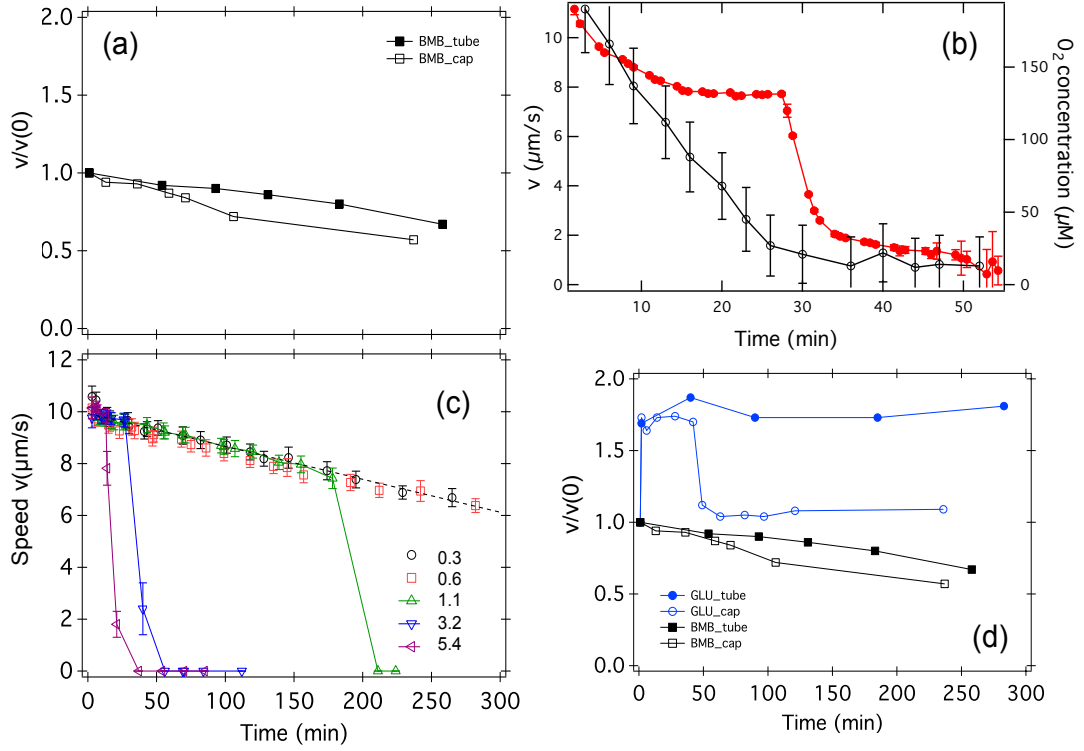 (a)
BMB_tube
BMB_cap
2.0
1.5
1.0
0.5
0.0
v/v(0)
(b)
10
8
6
4
2
0
v (µm/s)
150
100
50
0
O2 concentration (µM)
10 20 30 40 50
Time (min)
(c)
12
10
8
6
4
2
0
Speed v(µm/s)
0.3
0.6
1.1
3.2
5.4
0 50 100 150 200 250 300
Time (min)
2.0
1.5
1.0
0.0
v/v(0)
GLU_tube
GLU_cap
BMB_tube
BMB_cap
(d)
0 50 100 150 200 250 300
Time (min)